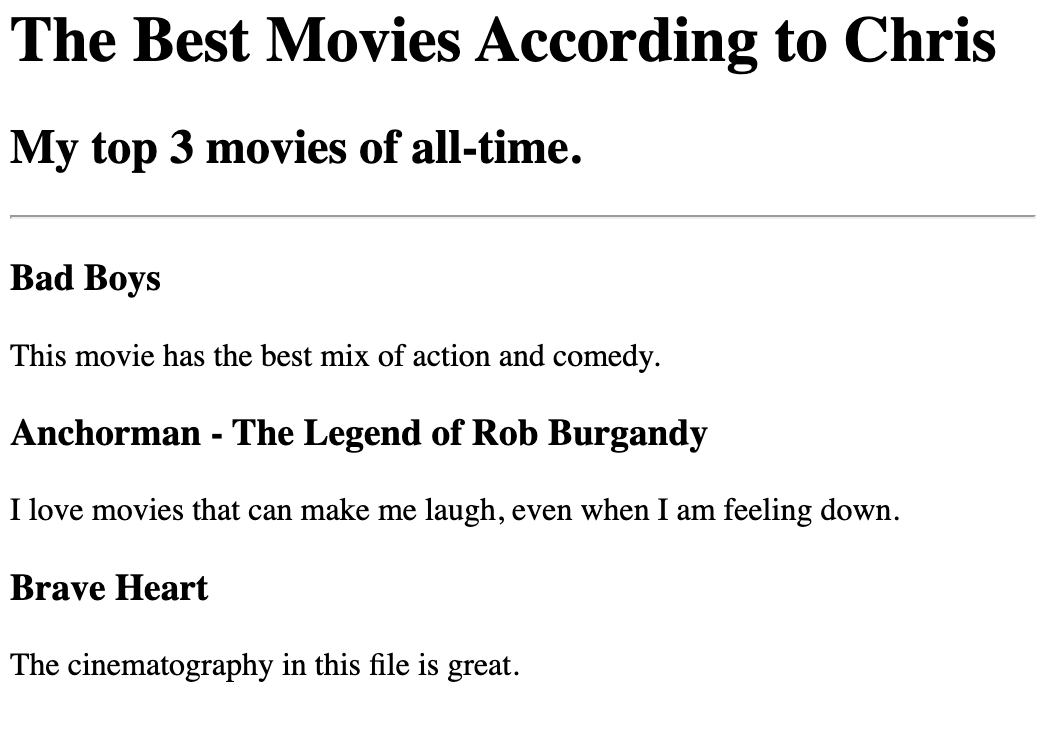 The Best Movies According to Chris
My top 3 movies of all-time.
Bad Boys
This movie has the best mix of action and comedy.
Anchorman - The Legend of Rob Burgandy
I love movies that can make me laugh, even when I am feeling down.
Brave Heart
The cinematography in this file is great.